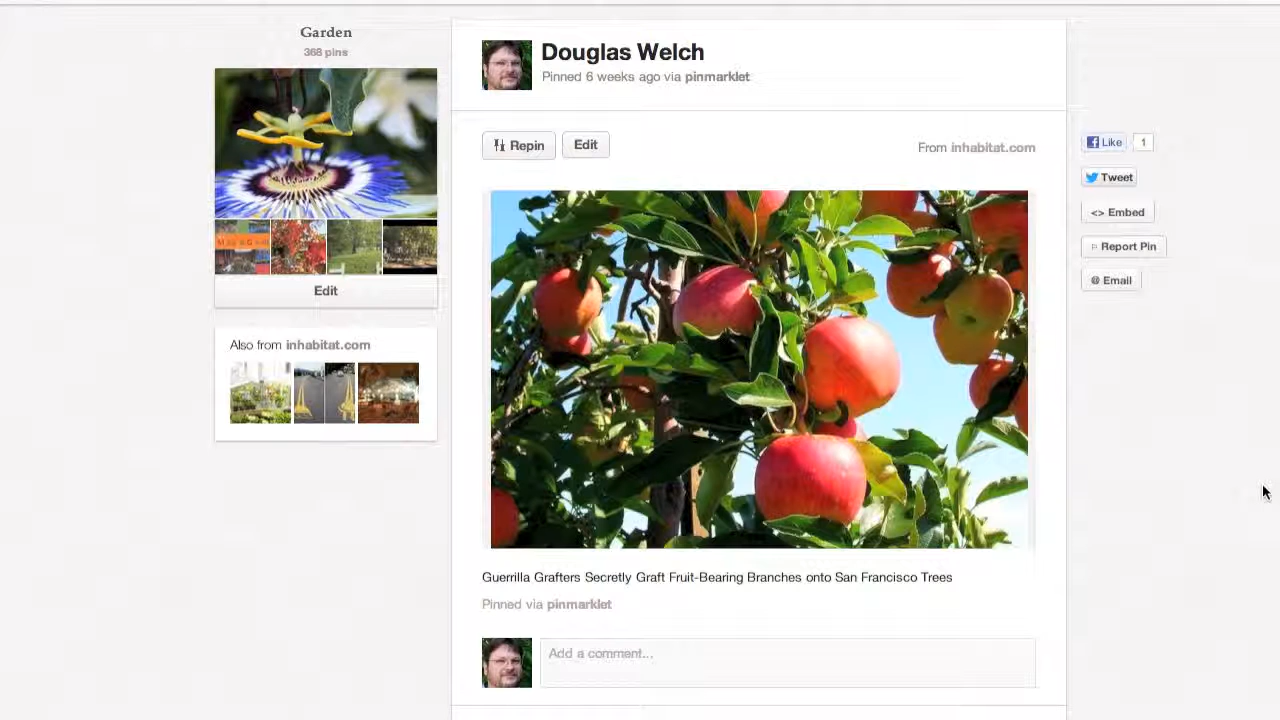 Garden
368 pins
Edit
Also from inhabitat.com
Douglas Welch
Pinned 6 weeks ago via pinmarklet
Repin
Edit
From inhabitat.com
Guerrilla Grafters Secretly Graft Fruit-Bearing Branches onto San Francisco Trees
Pinned via pinmarklet
Add a comment...
Like 1
Tweet
<> Embed
Report Pin
@ Email